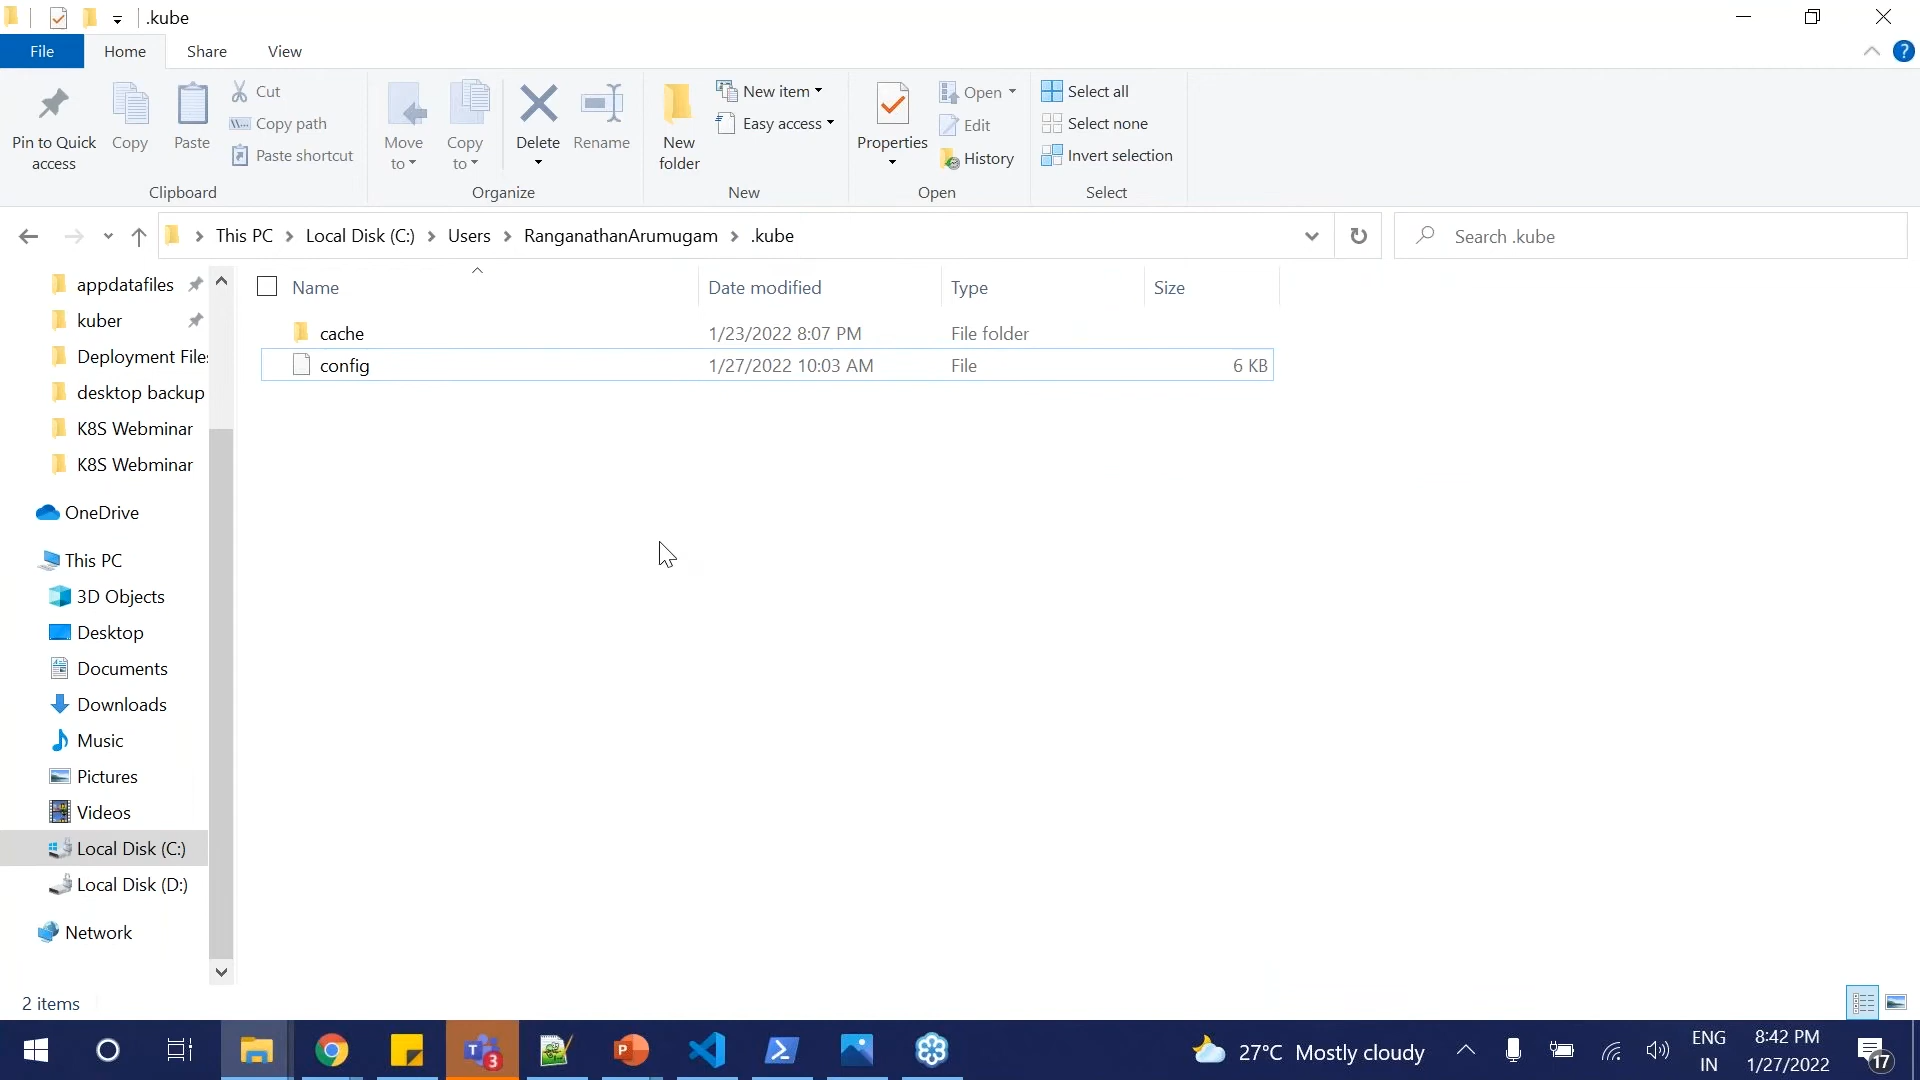 .kube
File Home Share View
Pin to Quick access
Copy
Paste
Cut
Copy path
Paste shortcut
Clipboard
Move to
Copy to
Delete
Rename
Organize
New folder
New item
Easy access
New
Properties
Open
Edit
History
Open
Select all
Select none
Invert selection
Select
This PC Local Disk (C:) Users RanganathanArumugam .kube
Search .kube
appdatafiles
kuber
Deployment File
desktop backup
K8S Webminar
K8S Webminar
OneDrive
This PC
3D Objects
Desktop
Documents
Downloads
Music
Pictures
Videos
Local Disk (C:)
Local Disk (D:)
Network
Name Date modified Type Size
cache 1/23/2022 8:07 PM File folder
config 1/27/2022 10:03 AM File 6 KB
2 items
3
27°C Mostly cloudy
ENG
IN
8:42 PM
1/27/2022
17